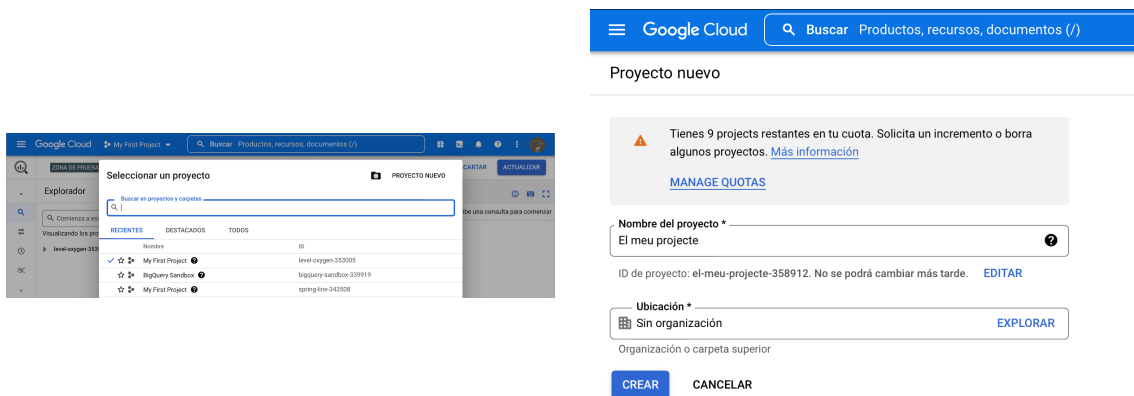 Google Cloud
My First Project
Buscar Productos, recursos, documentos (/)
ZONA DE PRUEBA
Explorador
Comienza a es
Visualizando los pro
level-oxygen-353
Seleccionar un proyecto
PROYECTO NUEVO
Buscar en proyectos y carpetas
RECIENTES DESTACADOS TODOS
Nombre ID
My First Project level-oxygen-353005
BigQuery Sandbox bigquery-sandbox-339919
My First Project spring-line-343508
CARTAR ACTUALIZAR
ibe una consulta para comenzar
Google Cloud
Buscar Productos, recursos, documentos (/)
Proyecto nuevo
Tienes 9 projects restantes en tu cuota. Solicita un incremento o borra
algunos proyectos. Más información
MANAGE QUOTAS
Nombre del proyecto *
El meu projecte
ID de proyecto: el-meu-projecte-358912. No se podrá cambiar más tarde. EDITAR
Ubicación *
Sin organización EXPLORAR
Organización o carpeta superior
CREAR CANCELAR